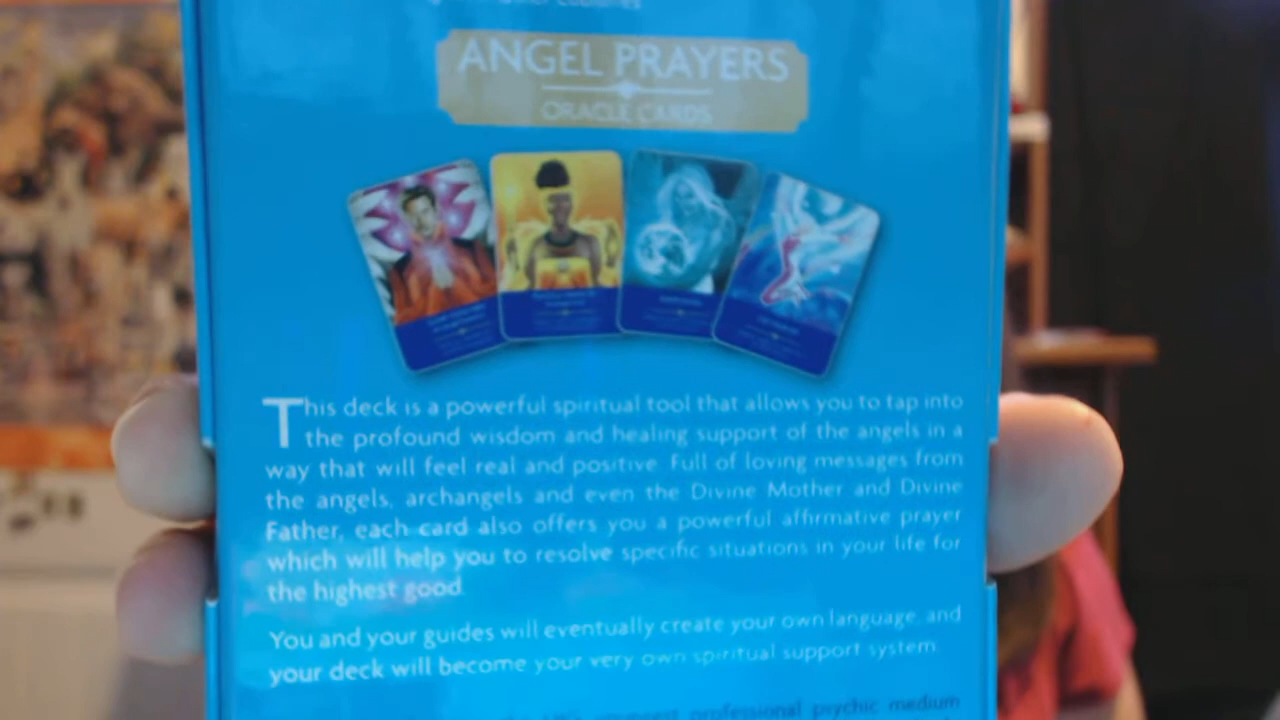 ANGEL PRAYERS
ORACLE CARDS
This deck is a powerful spiritual tool that allows you to tap into
the profound wisdom and healing support of the angels in a
way that will feel real and positive. Full of loving messages from
the angels, archangels and even the Divine Mother and Divine
Father, each card also offers you a powerful affirmative prayer
which will help you to resolve specific situations in your life for
the highest good.
You and your guides will eventually create your own language, and
your deck will become your very own spiritual support system.
professional psychic medium